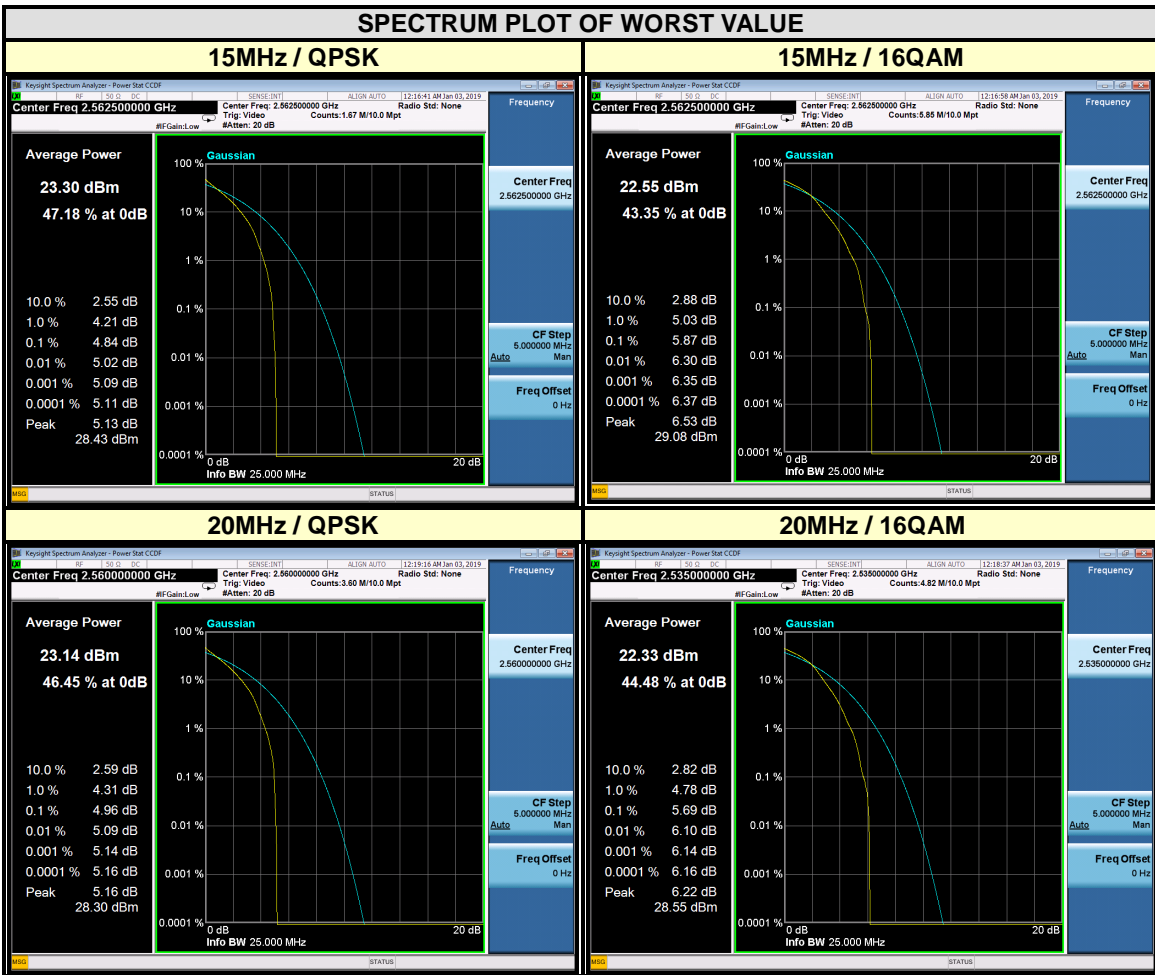 SPECTRUM PLOT OF WORST VALUE
15MHz / QPSK
15MHz / 16QAM
Keysight Spectrum Analyzer - Power Stat CCDF
RF 50 Ω DC SENSE:INT ALIGN AUTO 12:16:41 AM Jan 03, 2019
Center Freq 2.562500000 GHz
Center Freq: 2.562500000 GHz Radio Std: None
Trig: Video Counts:1.67 M/10.0 Mpt
#IFGain:Low #Atten: 20 dB
Frequency
Average Power
23.30 dBm
47.18 % at 0dB
10.0 % 2.55 dB
1.0 % 4.21 dB
0.1 % 4.84 dB
0.01 % 5.02 dB
0.001 % 5.09 dB
0.0001 % 5.11 dB
Peak 5.13 dB
28.43 dBm
Gaussian
100 %
10 %
1 %
0.1 %
0.01 %
0.001 %
0.0001 %
0 dB 20 dB
Info BW 25.000 MHz
Center Freq
2.562500000 GHz
CF Step
5.000000 MHz
Auto Man
Freq Offset
0 Hz
MSG STATUS
Keysight Spectrum Analyzer - Power Stat CCDF
RF 50 Ω DC SENSE:INT ALIGN AUTO 12:16:58 AM Jan 03, 2019
Center Freq 2.562500000 GHz
Center Freq: 2.562500000 GHz Radio Std: None
Trig: Video Counts:5.85 M/10.0 Mpt
#IFGain:Low #Atten: 20 dB
Frequency
Average Power
22.55 dBm
43.35 % at 0dB
10.0 % 2.88 dB
1.0 % 5.03 dB
0.1 % 5.87 dB
0.01 % 6.30 dB
0.001 % 6.35 dB
0.0001 % 6.37 dB
Peak 6.53 dB
29.08 dBm
Gaussian
100 %
10 %
1 %
0.1 %
0.01 %
0.001 %
0.0001 %
0 dB 20 dB
Info BW 25.000 MHz
Center Freq
2.562500000 GHz
CF Step
5.000000 MHz
Auto Man
Freq Offset
0 Hz
MSG STATUS
20MHz / QPSK
20MHz / 16QAM
Keysight Spectrum Analyzer - Power Stat CCDF
RF 50 Ω DC SENSE:INT ALIGN AUTO 12:19:16 AM Jan 03, 2019
Center Freq 2.560000000 GHz
Center Freq: 2.560000000 GHz Radio Std: None
Trig: Video Counts:3.60 M/10.0 Mpt
#IFGain:Low #Atten: 20 dB
Frequency
Average Power
23.14 dBm
46.45 % at 0dB
10.0 % 2.59 dB
1.0 % 4.31 dB
0.1 % 4.96 dB
0.01 % 5.09 dB
0.001 % 5.14 dB
0.0001 % 5.16 dB
Peak 5.16 dB
28.30 dBm
Gaussian
100 %
10 %
1 %
0.1 %
0.01 %
0.001 %
0.0001 %
0 dB 20 dB
Info BW 25.000 MHz
Center Freq
2.560000000 GHz
CF Step
5.000000 MHz
Auto Man
Freq Offset
0 Hz
MSG STATUS
Keysight Spectrum Analyzer - Power Stat CCDF
RF 50 Ω DC SENSE:INT ALIGN AUTO 12:18:37 AM Jan 03, 2019
Center Freq 2.535000000 GHz
Center Freq: 2.535000000 GHz Radio Std: None
Trig: Video Counts:4.82 M/10.0 Mpt
#IFGain:Low #Atten: 20 dB
Frequency
Average Power
22.33 dBm
44.48 % at 0dB
10.0 % 2.82 dB
1.0 % 4.78 dB
0.1 % 5.69 dB
0.01 % 6.10 dB
0.001 % 6.14 dB
0.0001 % 6.16 dB
Peak 6.22 dB
28.55 dBm
Gaussian
100 %
10 %
1 %
0.1 %
0.01 %
0.001 %
0.0001 %
0 dB 20 dB
Info BW 25.000 MHz
Center Freq
2.535000000 GHz
CF Step
5.000000 MHz
Auto Man
Freq Offset
0 Hz
MSG STATUS